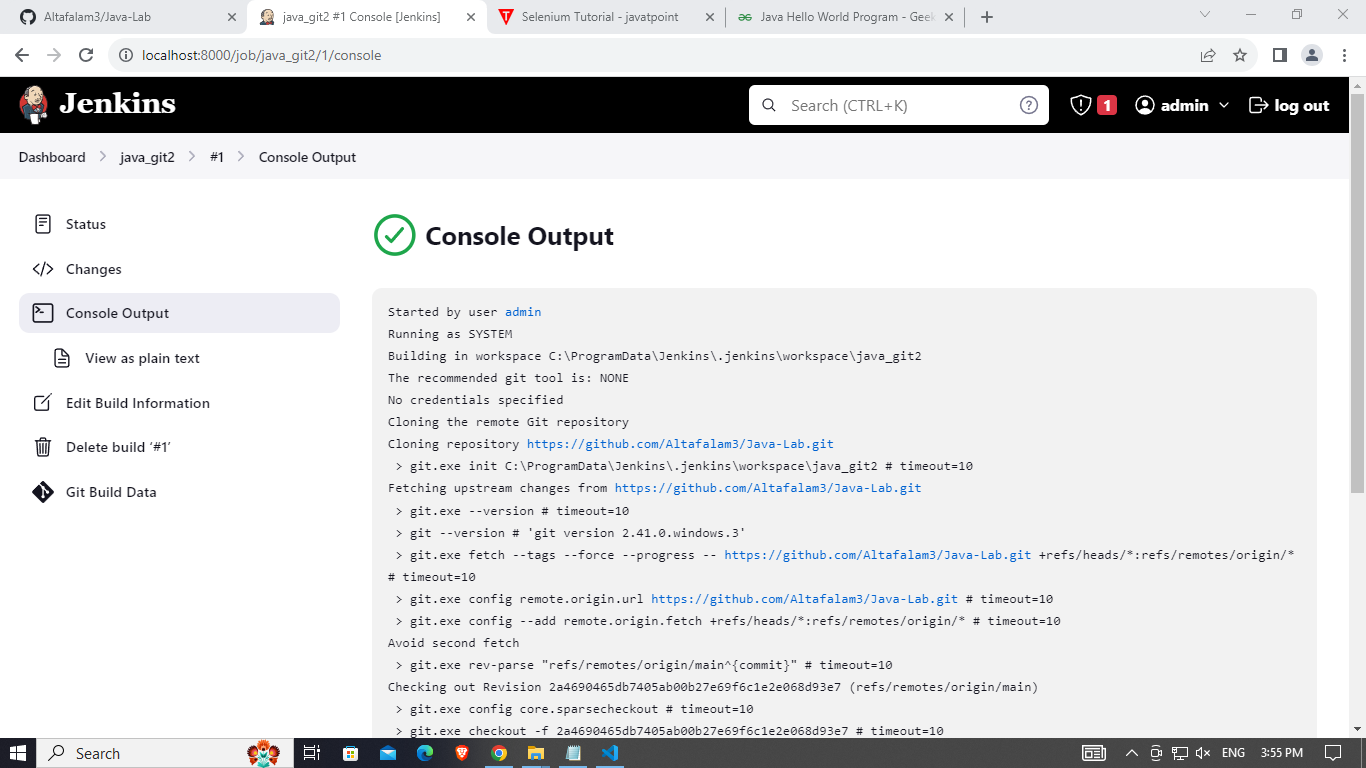 Altafalam3/Java-Lab
java_git2 #1 Console [Jenkins]
Selenium Tutorial - javatpoint
Java Hello World Program - Geek
localhost:8000/job/java_git2/1/console
Jenkins
Search (CTRL+K)
1
admin
log out
Dashboard
java_git2
#1
Console Output
Status
Changes
Console Output
View as plain text
Edit Build Information
Delete build ‘#1’
Git Build Data
Console Output
Started by user admin
Running as SYSTEM
Building in workspace C:\ProgramData\Jenkins\.jenkins\workspace\java_git2
The recommended git tool is: NONE
No credentials specified
Cloning the remote Git repository
Cloning repository https://github.com/Altafalam3/Java-Lab.git
 > git.exe init C:\ProgramData\Jenkins\.jenkins\workspace\java_git2 # timeout=10
Fetching upstream changes from https://github.com/Altafalam3/Java-Lab.git
 > git.exe --version # timeout=10
 > git --version # 'git version 2.41.0.windows.3'
 > git.exe fetch --tags --force --progress -- https://github.com/Altafalam3/Java-Lab.git +refs/heads/*:refs/remotes/origin/*
# timeout=10
 > git.exe config remote.origin.url https://github.com/Altafalam3/Java-Lab.git # timeout=10
 > git.exe config --add remote.origin.fetch +refs/heads/*:refs/remotes/origin/* # timeout=10
Avoid second fetch
 > git.exe rev-parse "refs/remotes/origin/main^{commit}" # timeout=10
Checking out Revision 2a4690465db7405ab00b27e69f6c1e2e068d93e7 (refs/remotes/origin/main)
 > git.exe config core.sparsecheckout # timeout=10
 > git.exe checkout -f 2a4690465db7405ab00b27e69f6c1e2e068d93e7 # timeout=10
Search
ENG
3:55 PM